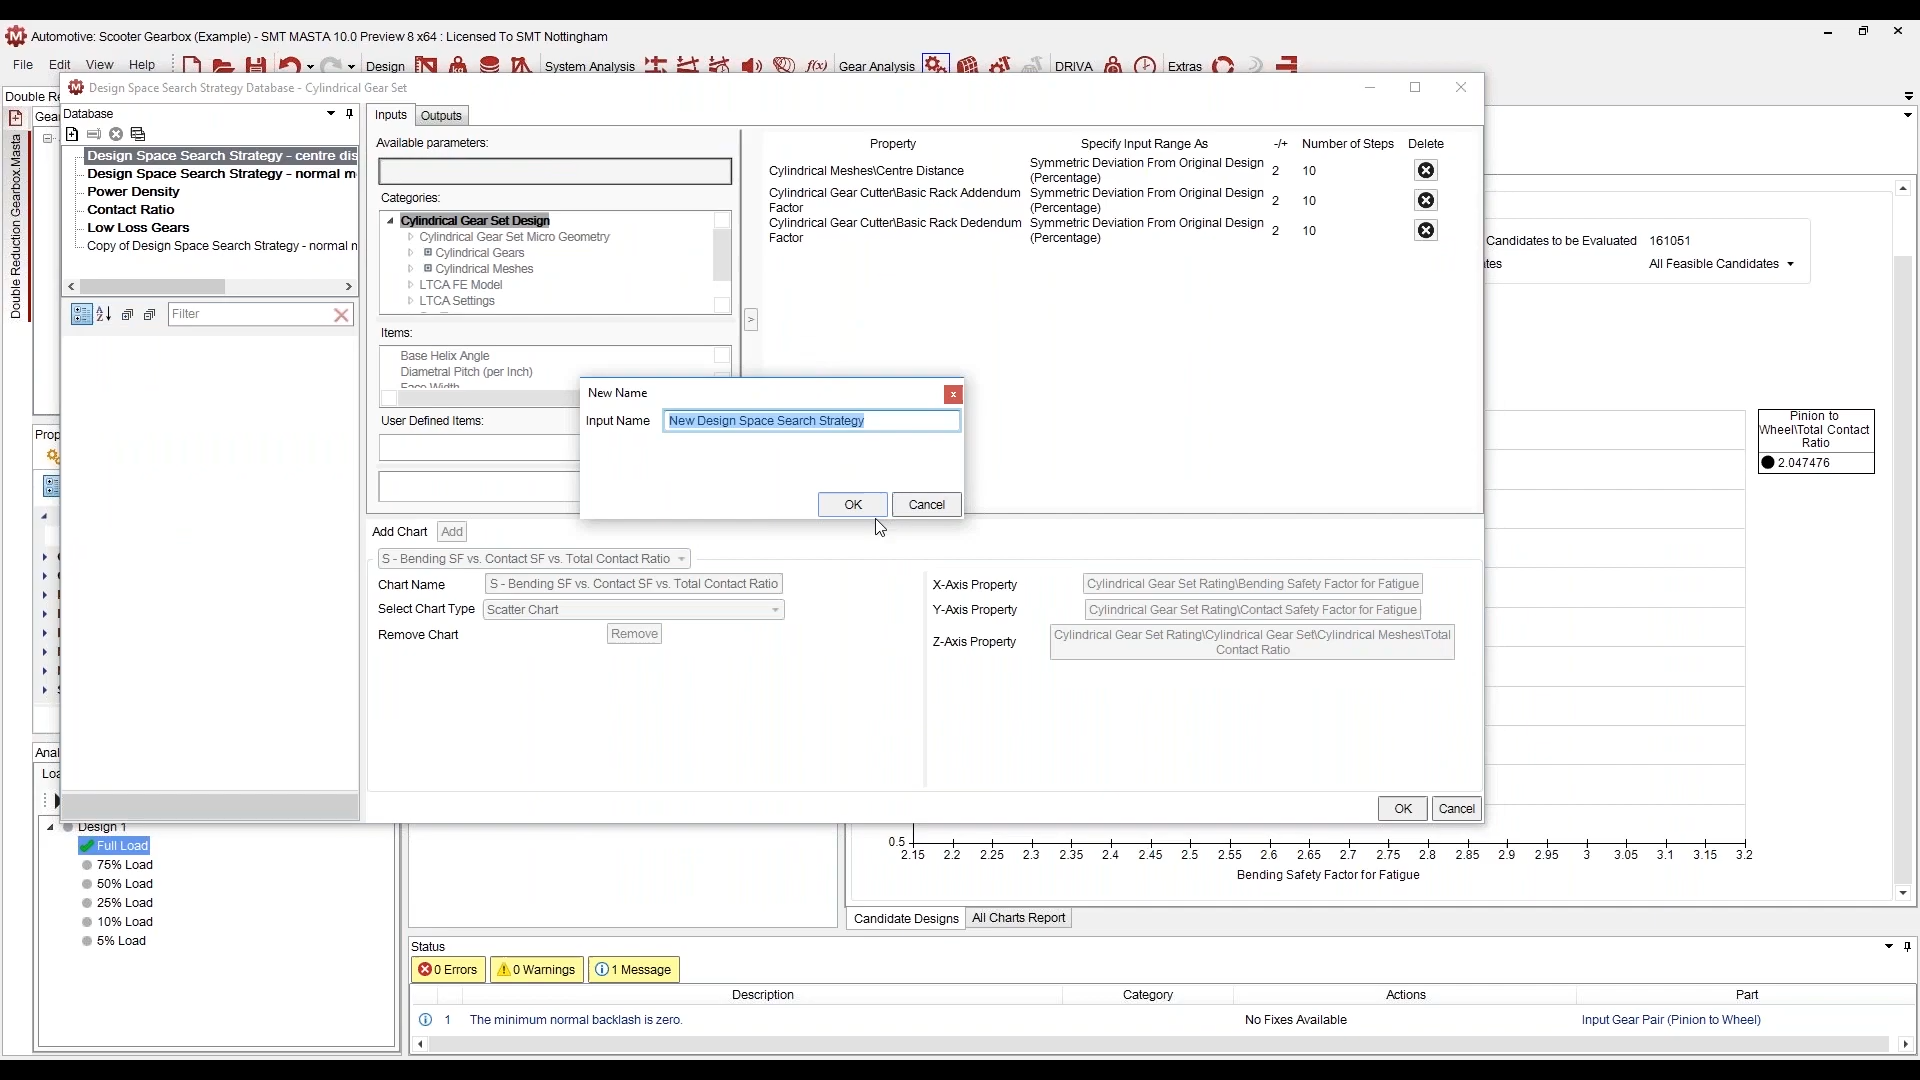 Automotive: Scooter Gearbox (Example) - SMT MASTA 10.0 Preview 8 x64 : Licensed To SMT Nottingham
File Edit View Help Design System Analysis f(x) Gear Analysis DRIVA Extras
Design Space Search Strategy Database - Cylindrical Gear Set
Double Reduction Gearbox.Masta
Database
Design Space Search Strategy - centre dis
Design Space Search Strategy - normal m
Power Density
Contact Ratio
Low Loss Gears
Copy of Design Space Search Strategy - normal n
Filter
Inputs Outputs
Available parameters:
Categories:
Cylindrical Gear Set Design
Cylindrical Gear Set Micro Geometry
Cylindrical Gears
Cylindrical Meshes
LTCA FE Model
LTCA Settings
Items:
Base Helix Angle
Diametral Pitch (per Inch)
Face Width
User Defined Items:
>
Property Specify Input Range As -/+ Number of Steps Delete
Cylindrical Meshes\Centre Distance Symmetric Deviation From Original Design (Percentage) 2 10
Cylindrical Gear Cutter\Basic Rack Addendum Factor Symmetric Deviation From Original Design (Percentage) 2 10
Cylindrical Gear Cutter\Basic Rack Dedendum Factor Symmetric Deviation From Original Design (Percentage) 2 10
New Name
Input Name New Design Space Search Strategy
OK Cancel
Add Chart Add
S - Bending SF vs. Contact SF vs. Total Contact Ratio
Chart Name S - Bending SF vs. Contact SF vs. Total Contact Ratio
Select Chart Type Scatter Chart
Remove Chart Remove
X-Axis Property Cylindrical Gear Set Rating\Bending Safety Factor for Fatigue
Y-Axis Property Cylindrical Gear Set Rating\Contact Safety Factor for Fatigue
Z-Axis Property Cylindrical Gear Set Rating\Cylindrical Gear Set\Cylindrical Meshes\Total
Contact Ratio
OK Cancel
Candidates to be Evaluated 161051
tes All Feasible Candidates
Pinion to
Wheel\Total Contact
Ratio
2.047476
0.5
2.15 2.2 2.25 2.3 2.35 2.4 2.45 2.5 2.55 2.6 2.65 2.7 2.75 2.8 2.85 2.9 2.95 3 3.05 3.1 3.15 3.2
Bending Safety Factor for Fatigue
Candidate Designs All Charts Report
Double Re
Gea
Prop
Anal
Loa
Design 1
Full Load
75% Load
50% Load
25% Load
10% Load
5% Load
Status
0 Errors 0 Warnings 1 Message
Description Category Actions Part
1 The minimum normal backlash is zero. No Fixes Available Input Gear Pair (Pinion to Wheel)